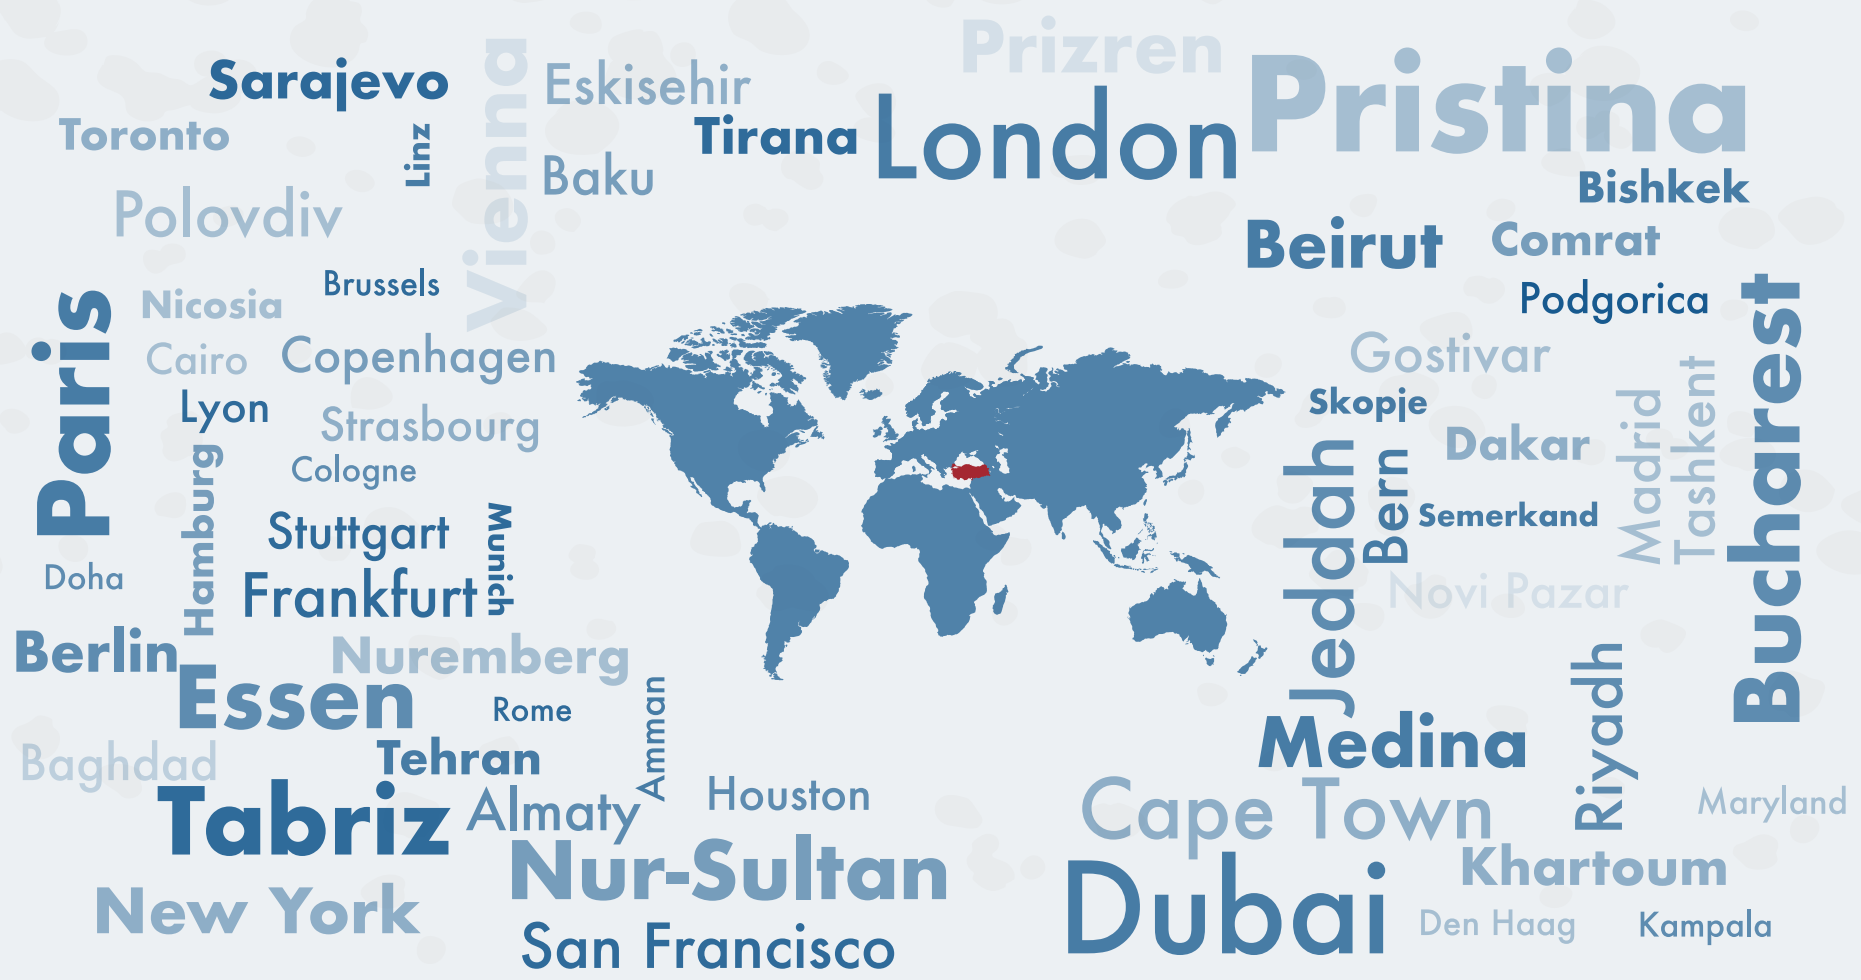 Prizren
Sarajevo
Vienna
Eskisehir
Pristina
Toronto
Linz
Tirana
London
Baku
Bishkek
Polovdiv
Beirut
Comrat
Brussels
Podgorica
Nicosia
Paris
Cairo
Copenhagen
Gostivar
Bucharest
Lyon
Strasbourg
Skopje
Madrid
Tashkent
Dakar
Cologne
Hamburg
Jeddah
Bern
Semerkand
Stuttgart
Munich
Doha
Frankfurt
Novi Pazar
Berlin
Nuremberg
Essen
Rome
Amman
Riyadh
Medina
Baghdad
Tehran
Tabriz
Almaty
Houston
Cape Town
Maryland
Nur-Sultan
Khartoum
New York
Dubai
Den Haag
Kampala
San Francisco